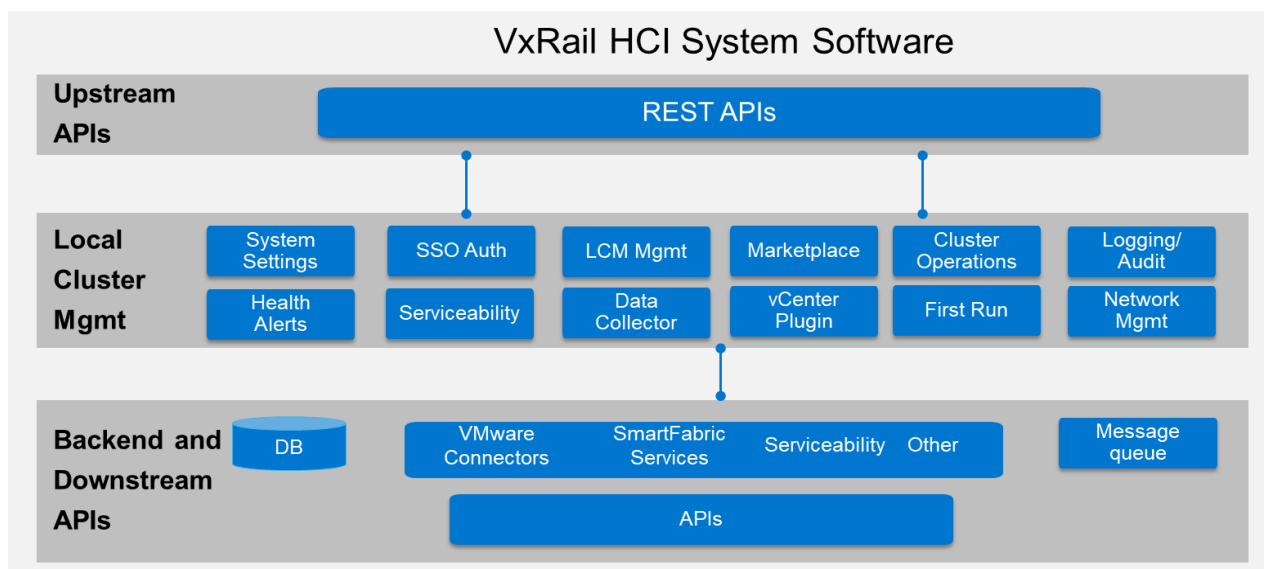 VxRail HCI System Software
Upstream
APIs
REST APIs
Local
Cluster
Mgmt
System
Settings
SSO Auth
LCM Mgmt
Marketplace
Cluster
Operations
Logging/
Audit
Health
Alerts
Serviceability
Data
Collector
vCenter
Plugin
First Run
Network
Mgmt
Backend and
Downstream
APIs
DB
VMware
Connectors
SmartFabric
Services
Serviceability
Other
Message
queue
APIs